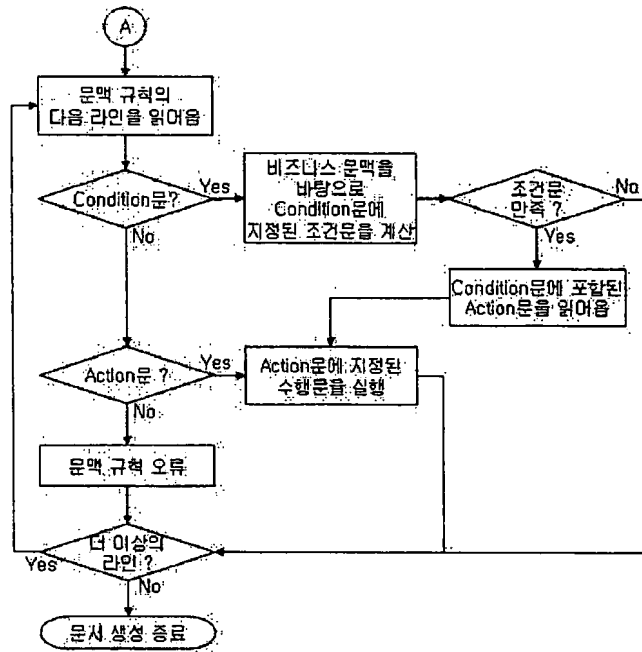 A
문맥 규칙의
다음 라인을 읽어옴
Condition문?
Yes
No
비즈니스 문맥을
바탕으로
Condition문에
지정된 조건문을 계산
조건문
만족 ?
No
Yes
Condition문에 포함된
Action문을 읽어옴
Action문 ?
Yes
No
Action문에 지정된
수행문을 실행
문맥 규칙 오류
더 이상의
라인 ?
Yes
No
문서 생성 종료